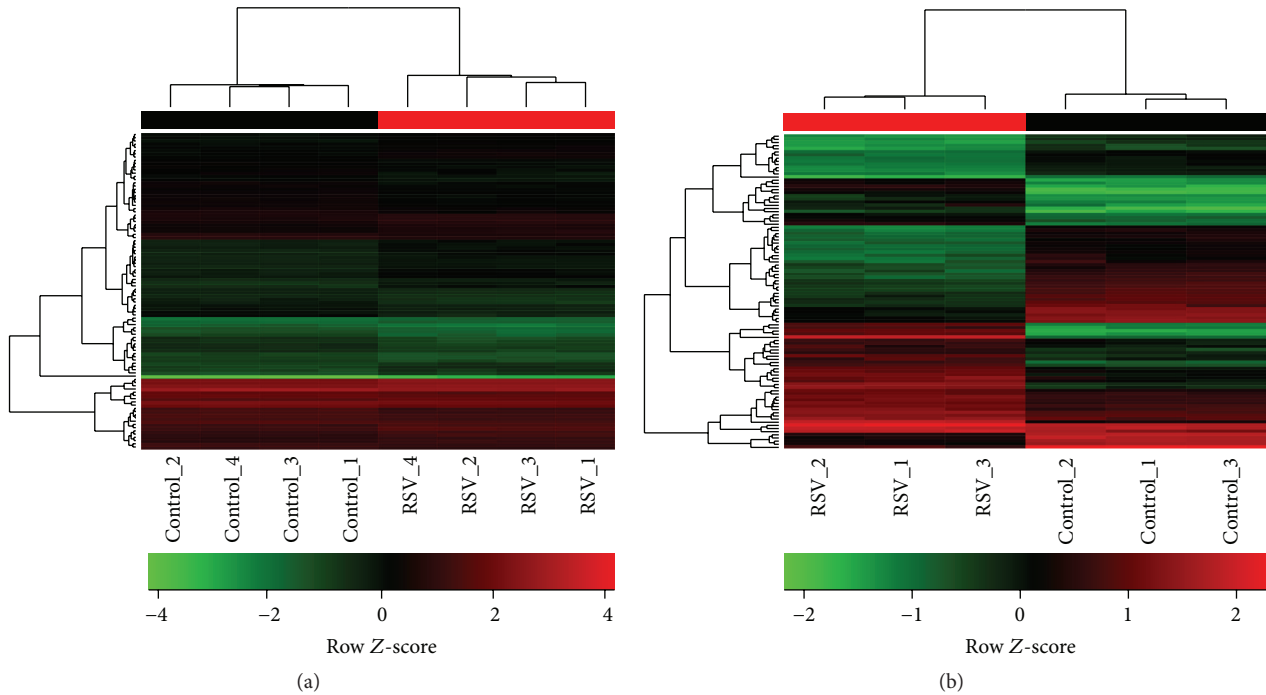 Control_2
Control_4
Control_3
Control_1
RSV_4
RSV_2
RSV_3
RSV_1
−4
−2
0
2
4
Row Z-score
(a)
RSV_2
RSV_1
RSV_3
Control_2
Control_1
Control_3
−2
−1
0
1
2
Row Z-score
(b)